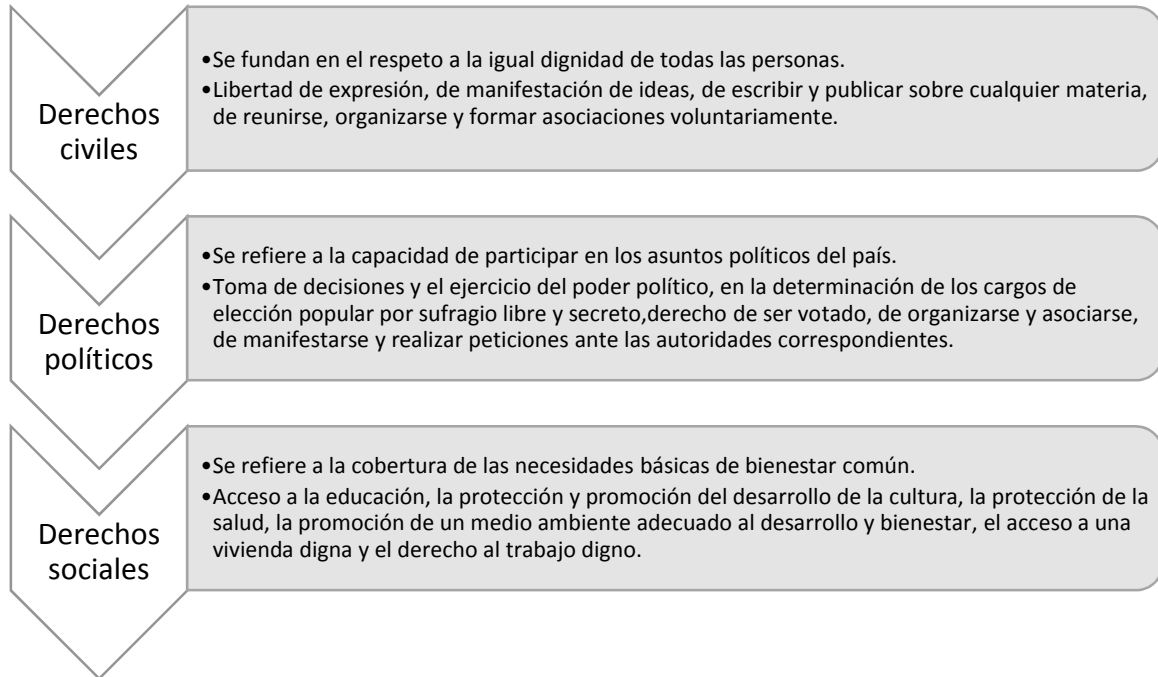 Derechos
civiles
•Se fundan en el respeto a la igual dignidad de todas las personas.
•Libertad de expresión, de manifestación de ideas, de escribir y publicar sobre cualquier materia,
de reunirse, organizarse y formar asociaciones voluntariamente.
Derechos
políticos
•Se refiere a la capacidad de participar en los asuntos políticos del país.
•Toma de decisiones y el ejercicio del poder político, en la determinación de los cargos de
elección popular por sufragio libre y secreto,derecho de ser votado, de organizarse y asociarse,
de manifestarse y realizar peticiones ante las autoridades correspondientes.
Derechos
sociales
•Se refiere a la cobertura de las necesidades básicas de bienestar común.
•Acceso a la educación, la protección y promoción del desarrollo de la cultura, la protección de la
salud, la promoción de un medio ambiente adecuado al desarrollo y bienestar, el acceso a una
vivienda digna y el derecho al trabajo digno.